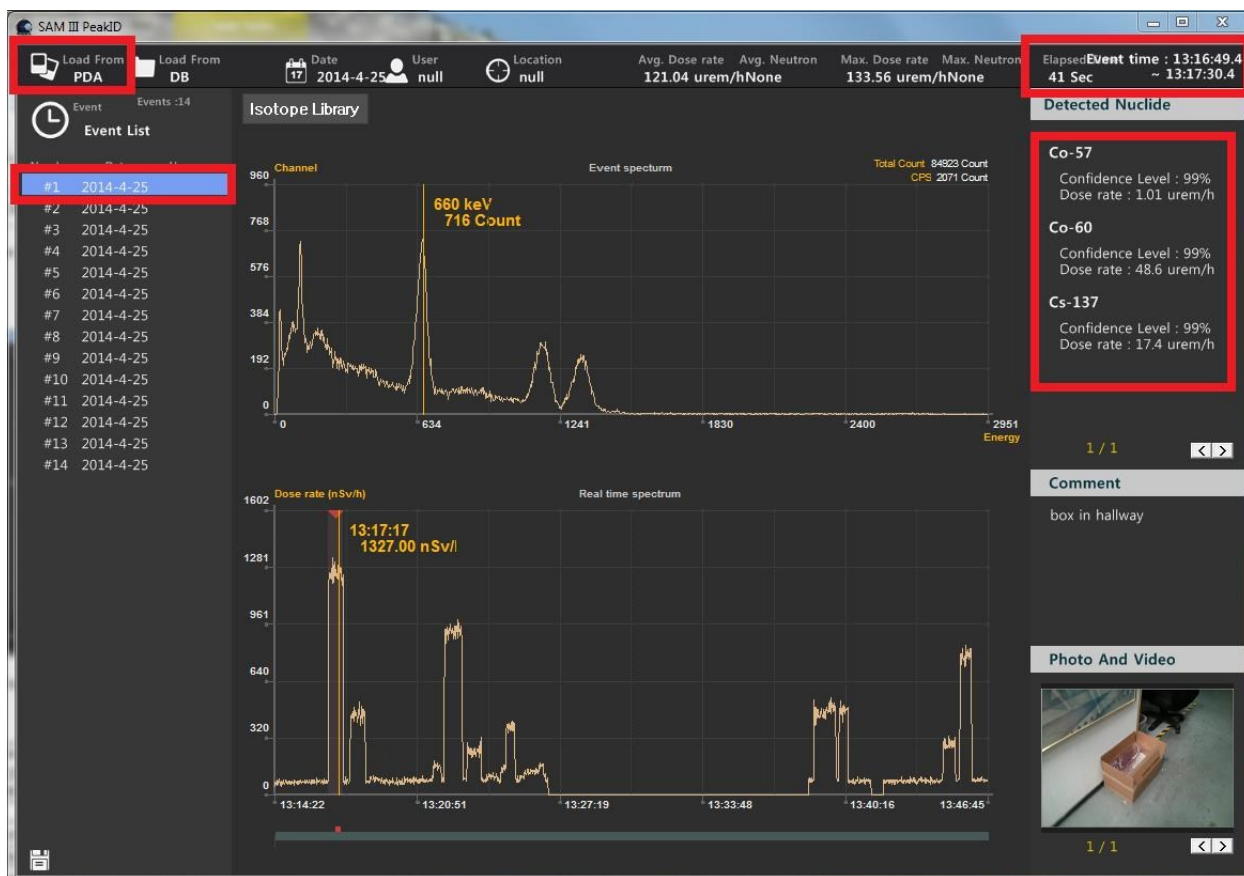 SAM III PeakID
Load From
PDA
Load From
DB
Date
17 2014-4-25
User
null
Location
null
Avg. Dose rate Avg. Neutron
121.04 urem/hNone
Max. Dose rate Max. Neutron
133.56 urem/hNone
Elapsed
41 Sec
Event time : 13:16:49.4
~ 13:17:30.4
Event Events :14
Event List
#1 2014-4-25
#2 2014-4-25
#3 2014-4-25
#4 2014-4-25
#5 2014-4-25
#6 2014-4-25
#7 2014-4-25
#8 2014-4-25
#9 2014-4-25
#10 2014-4-25
#11 2014-4-25
#12 2014-4-25
#13 2014-4-25
#14 2014-4-25
Isotope Library
Channel
Event specturm
Total Count 84923 Count
CPS 2071 Count
960
768
576
384
192
0
660 keV
716 Count
0 634 1241 1830 2400 2951
Energy
Dose rate (nSv/h)
Real time spectrum
1602
1281
961
640
320
0
13:17:17
1327.00 nSv/
13:14:22 13:20:51 13:27:19 13:33:48 13:40:16 13:46:45
Detected Nuclide
Co-57
Confidence Level : 99%
Dose rate : 1.01 urem/h
Co-60
Confidence Level : 99%
Dose rate : 48.6 urem/h
Cs-137
Confidence Level : 99%
Dose rate : 17.4 urem/h
1 / 1
< >
Comment
box in hallway
Photo And Video
1 / 1
< >